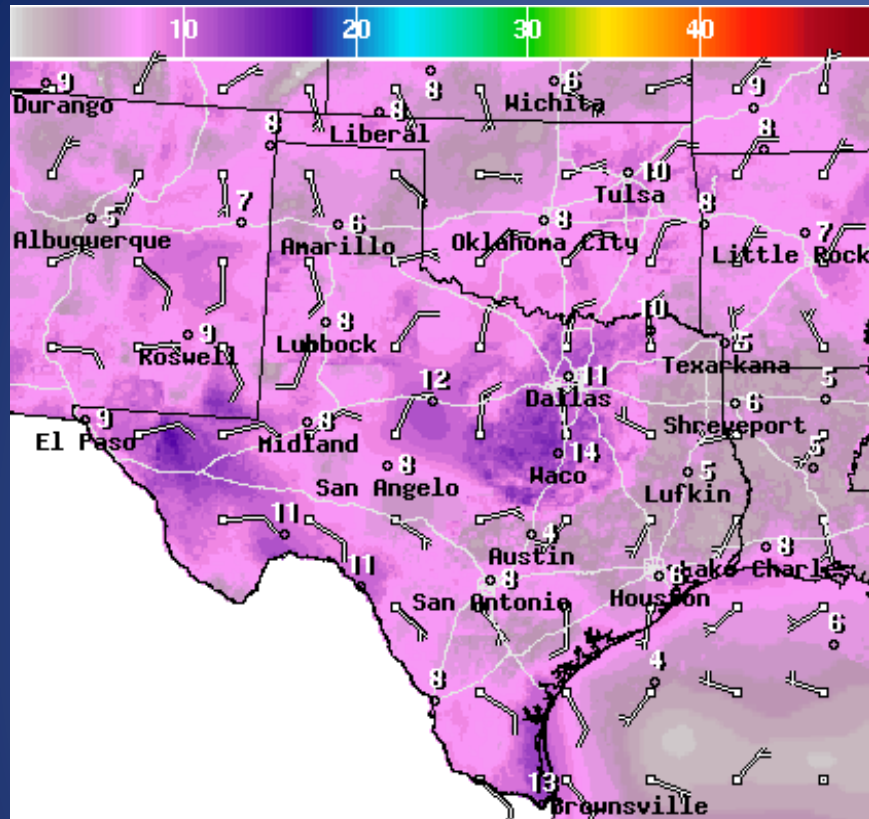 10 20 30 40
9 8 6 9
Durango Wichita
8
Liberal
8 8
10
Tulsa
5 7 6 8 8 7
Albuquerque Amarillo Oklahoma City Little Rock
9 8 10 5
Roswell Lubbock Texarkana
12 11 5
Dallas
9 8 6
El Paso Midland Shreveport
8 14 5 5
San Angelo Waco Lufkin
11 4 8
Austin Lake Charles
11 8 6
San Antonio Houston
6
8 4
13
Brownsville